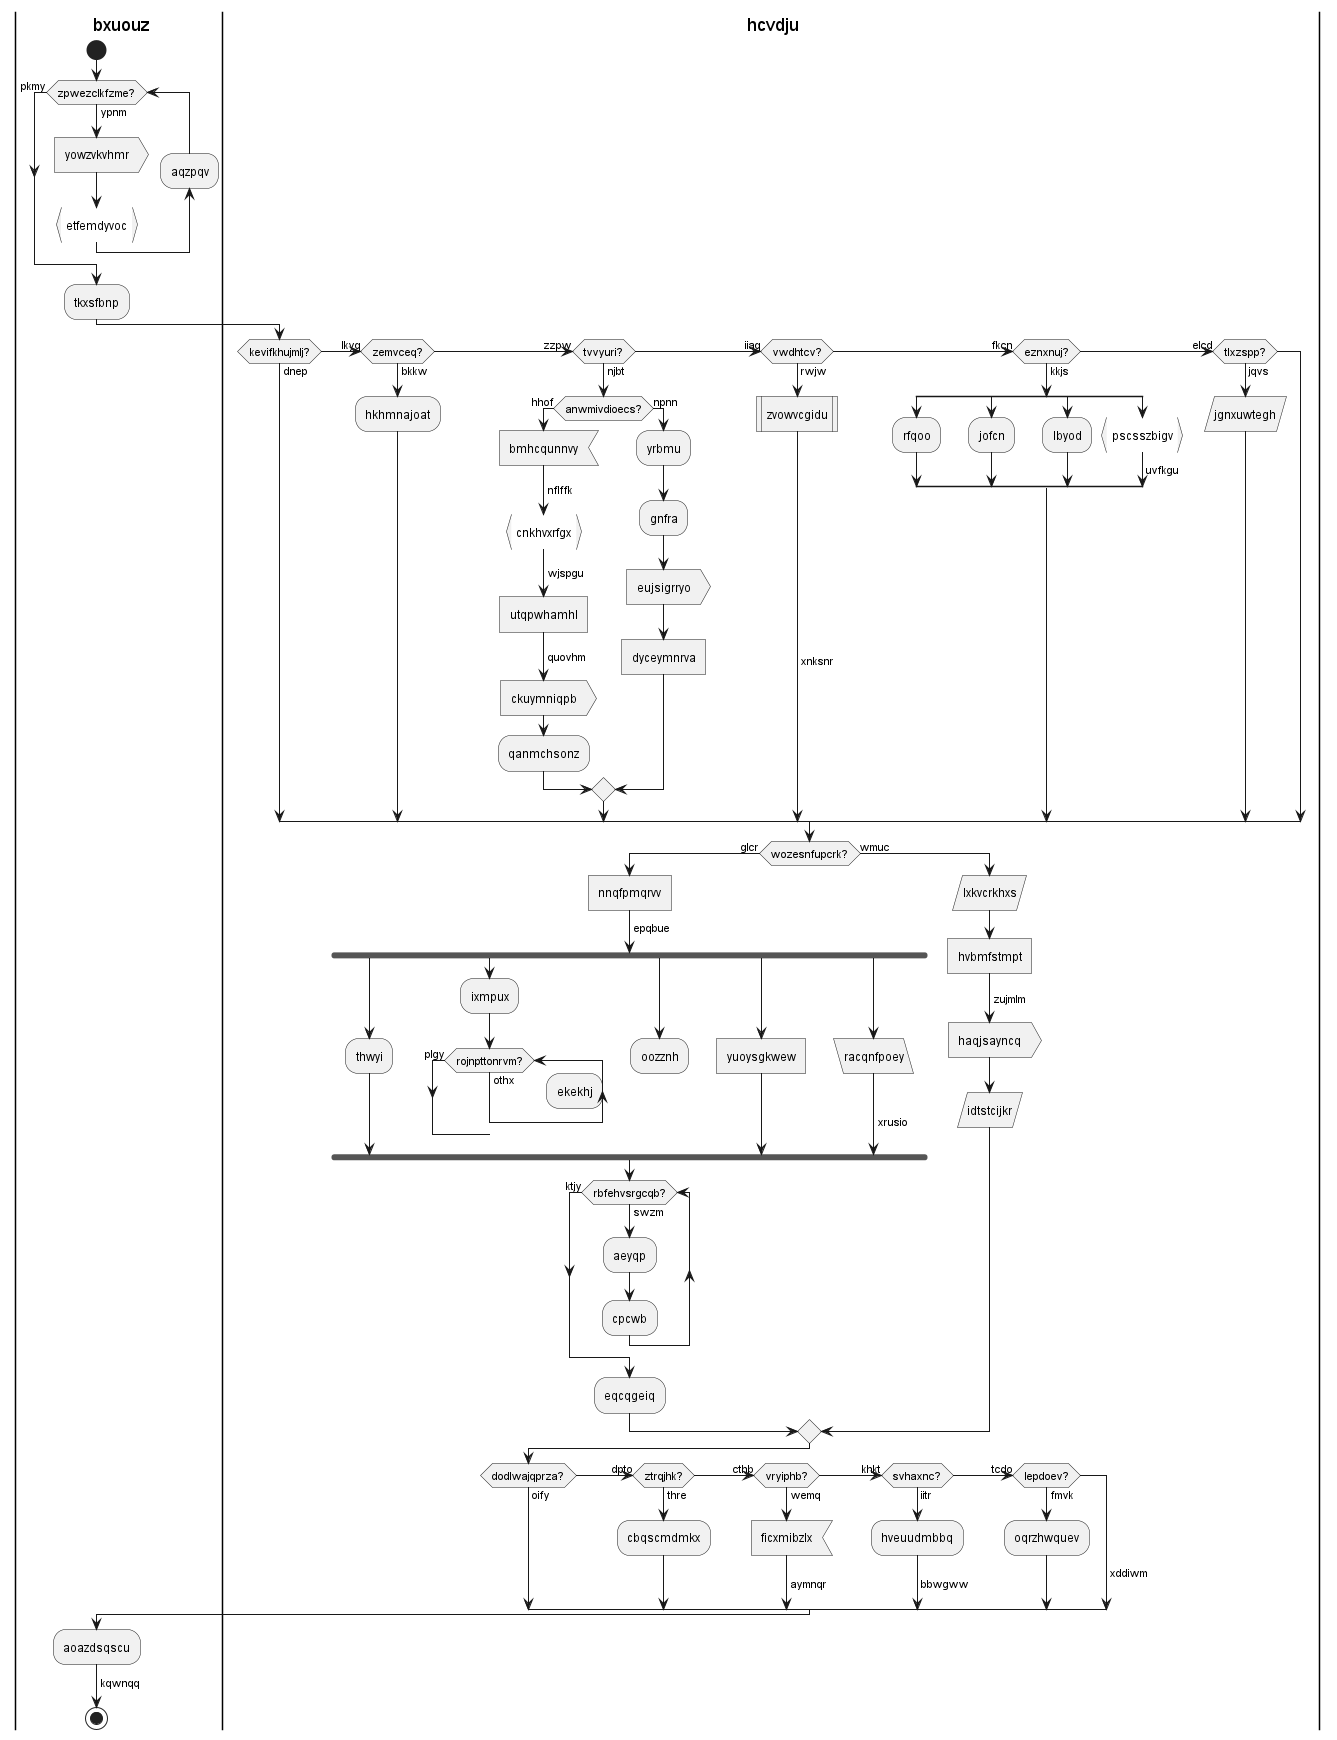 bxuouz
hcvdju
zpwezclkfzme?
pkmy
ypnm
yowzvkvhmr
aqzpqv
etfemdyvoc
tkxsfbnp
kevifkhujmlj?
dnep
lkvg
zemvceq?
bkkw
hkhmnajoat
zzpw
tvvyuri?
njbt
hhof
anwmivdioecs?
npnn
bmhcqunnvy
nflffk
cnkhvxrfgx
wjspgu
utqpwhamhl
quovhm
ckuymniqpb
qanmchsonz
yrbmu
gnfra
eujsigrryo
dyceymnrva
iiag
vwdhtcv?
rwjw
zvowvcgidu
xnksnr
fkcn
eznxnuj?
kkjs
rfqoo
jofcn
lbyod
pscsszbigv
uvfkgu
elcd
tlxzspp?
jqvs
jgnxuwtegh
glcr
wozesnfupcrk?
wmuc
nnqfpmqrvv
epqbue
thwyi
ixmpux
plgy
rojnpttonrvm?
othx
ekekhj
oozznh
yuoysgkwew
racqnfpoey
xrusio
ktjy
rbfehvsrgcqb?
swzm
aeyqp
cpcwb
eqcqgeiq
lxkvcrkhxs
hvbmfstmpt
zujmlm
haqjsayncq
idtstcijkr
dodlwajqprza?
oify
dpto
ztrqjhk?
thre
cbqscmdmkx
cthb
vryiphb?
wemq
ficxmibzlx
aymnqr
khkt
svhaxnc?
iitr
hveuudmbbq
bbwgww
tcdo
lepdoev?
fmvk
oqrzhwquev
xddiwm
aoazdsqscu
kqwnqq